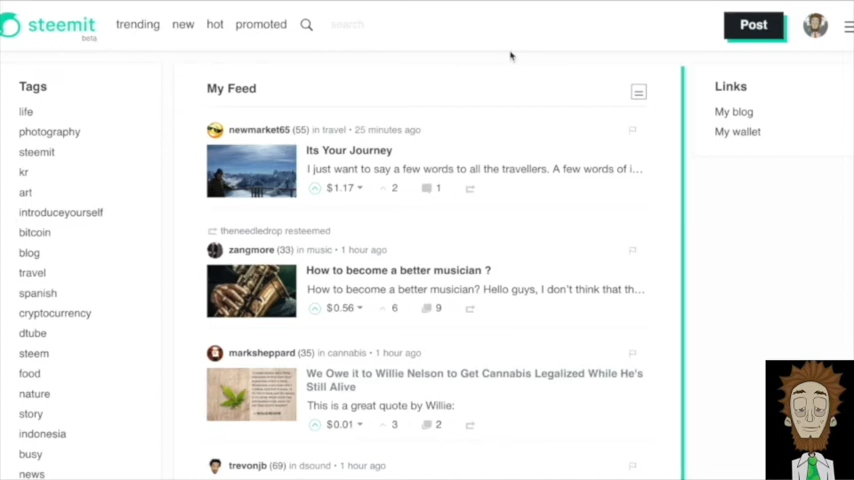 steemit
beta
trending new hot promoted search
Post
Tags
life
photography
steemit
kr
art
introduceyourself
bitcoin
blog
travel
spanish
cryptocurrency
dtube
steem
food
nature
story
indonesia
busy
news
My Feed
newmarket65 (55) in travel • 25 minutes ago
Its Your Journey
I just want to say a few words to all the travellers. A few words of i...
$1.17 2 1
theneedledrop resteemed
zangmore (33) in music • 1 hour ago
How to become a better musician ?
How to become a better musician? Hello guys, I don't think that th...
$0.56 6 9
marksheppard (35) in cannabis • 1 hour ago
We Owe it to Willie Nelson to Get Cannabis Legalized While He's
Still Alive
This is a great quote by Willie:
$0.01 3 2
trevonjb (69) in dsound • 1 hour ago
Links
My blog
My wallet